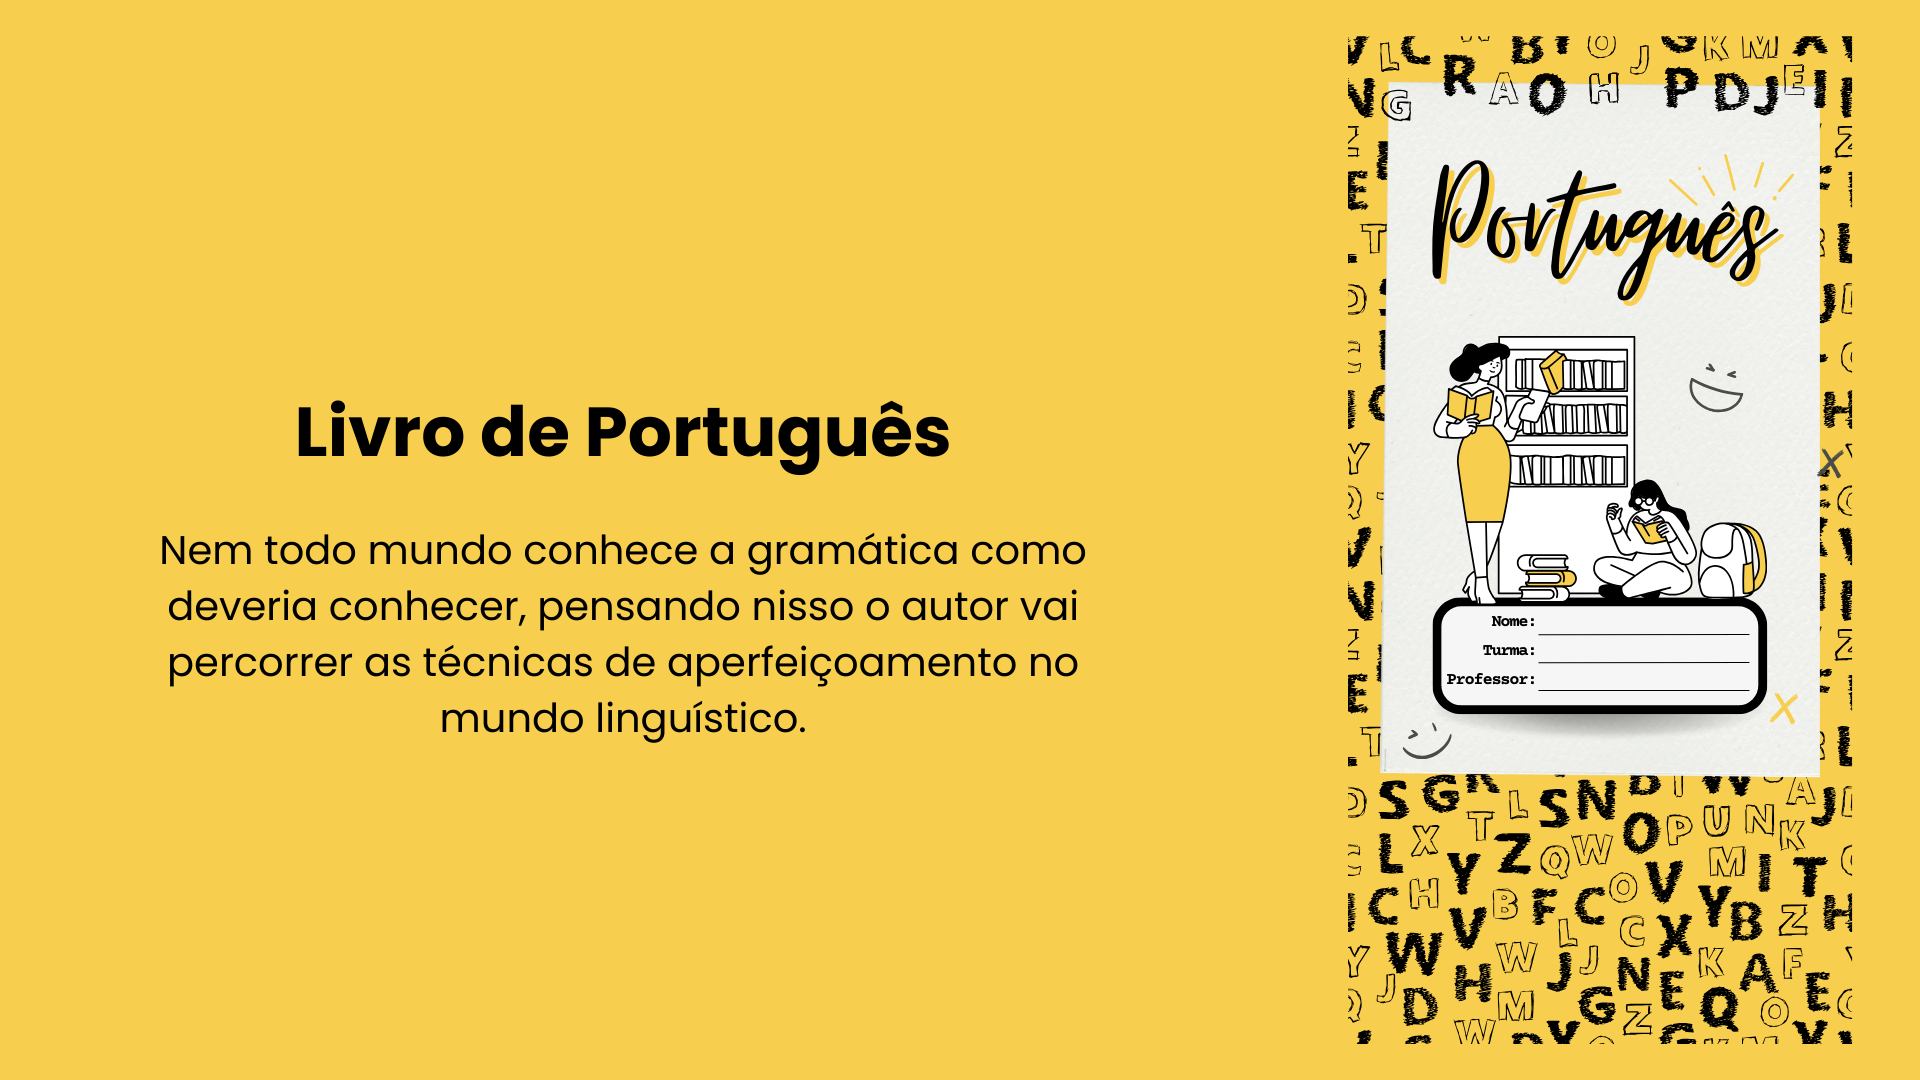 Livro de Português
Nem todo mundo conhece a gramática como
deveria conhecer, pensando nisso o autor vai
percorrer as técnicas de aperfeiçoamento no
mundo linguístico.
Português
Nome:
Turma:
Professor: